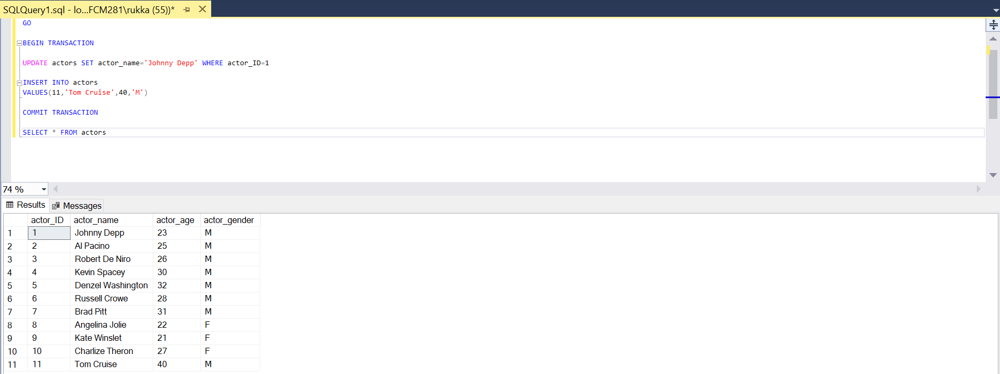 SQLQuery1.sql - lo...FCM281\rukka (55))*
GO
BEGIN TRANSACTION
UPDATE actors SET actor_name='Johnny Depp' WHERE actor_ID=1
INSERT INTO actors
VALUES(11,'Tom Cruise',40,'M')
COMMIT TRANSACTION
SELECT * FROM actors
74 %
Results Messages
actor_ID actor_name actor_age actor_gender
1 1 Johnny Depp 23 M
2 2 Al Pacino 25 M
3 3 Robert De Niro 26 M
4 4 Kevin Spacey 30 M
5 5 Denzel Washington 32 M
6 6 Russell Crowe 28 M
7 7 Brad Pitt 31 M
8 8 Angelina Jolie 22 F
9 9 Kate Winslet 21 F
10 10 Charlize Theron 27 F
11 11 Tom Cruise 40 M